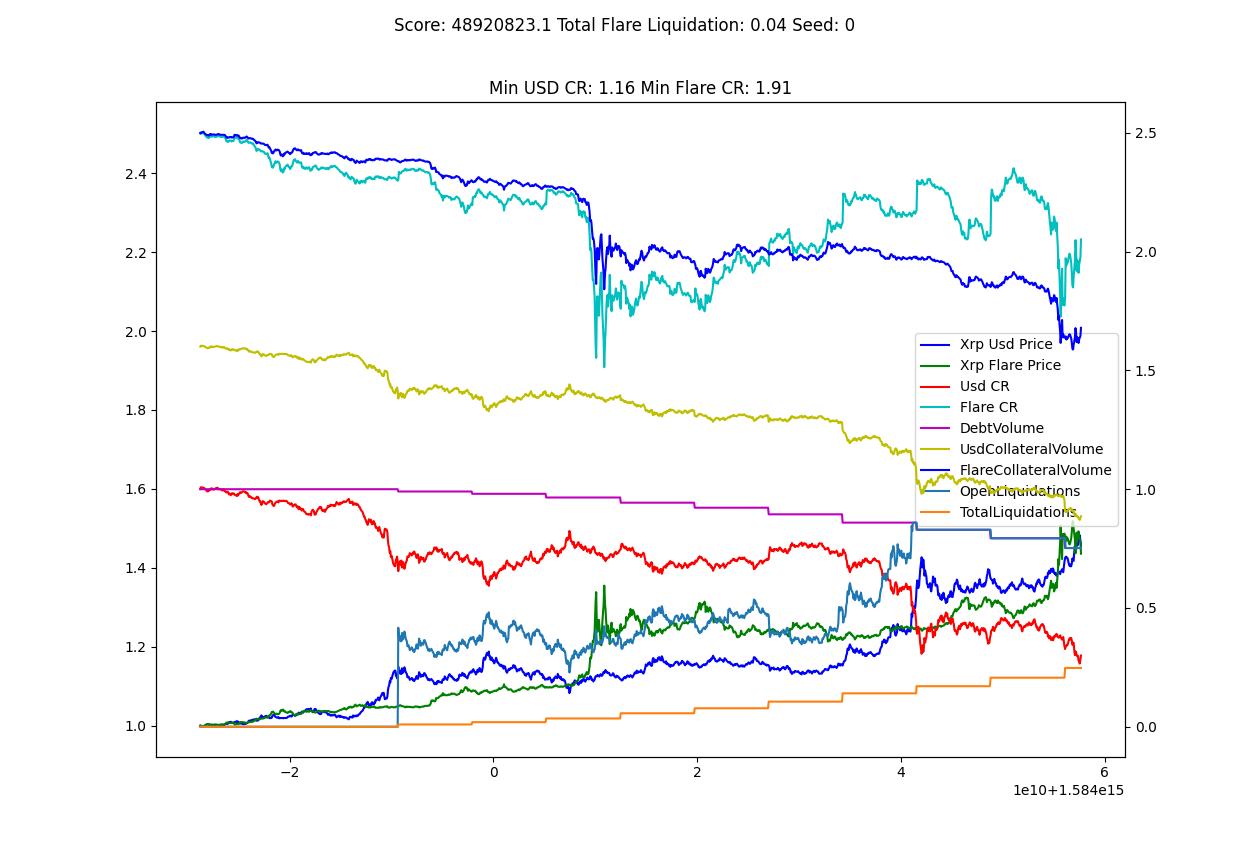 Score: 48920823.1 Total Flare Liquidation: 0.04 Seed: 0
Min USD CR: 1.16 Min Flare CR: 1.91
2.4
2.2
2.0
1.8
1.6
1.4
1.2
1.0
2.5
2.0
1.5
1.0
0.5
0.0
Xrp Usd Price
Xrp Flare Price
Usd CR
Flare CR
DebtVolume
UsdCollateralVolume
FlareCollateralVolume
OpenLiquidations
TotalLiquidations
−2
0
2
4
6
1e10+1.584e15